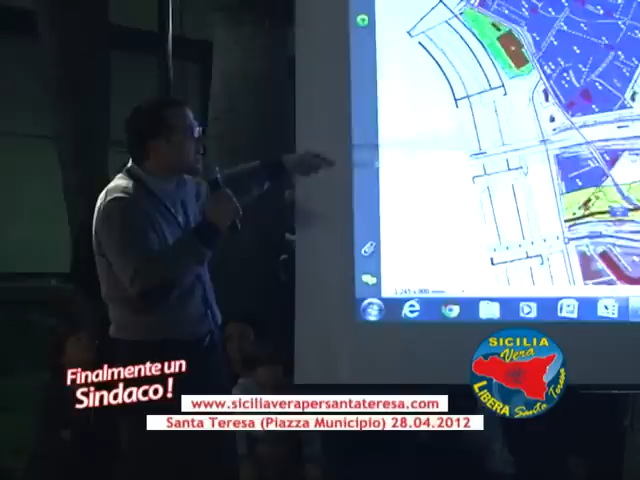 Finalmente un
Sindaco!
www.siciliaverapersantateresa.com
Santa Teresa (Piazza Municipio) 28.04.2012
SICILIA
Vera
LIBERA Santa Teresa